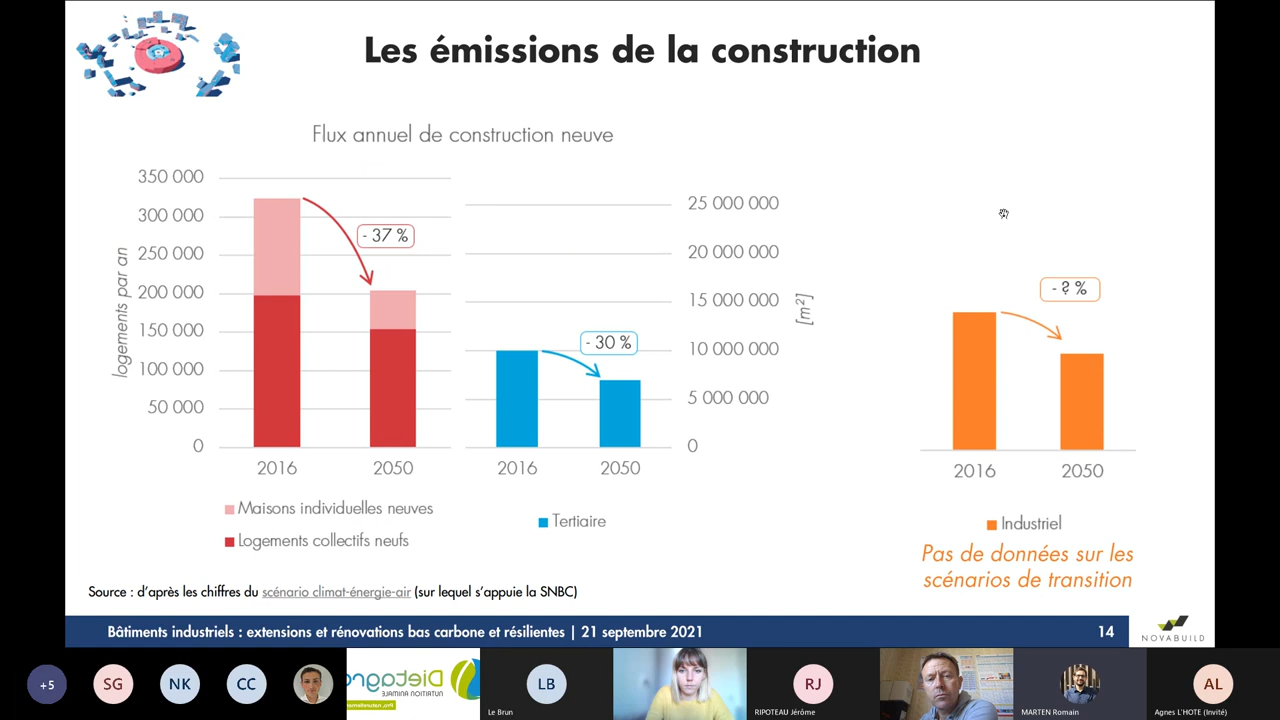 Les émissions de la construction
Flux annuel de construction neuve
350 000
300 000
250 000
200 000
150 000
100 000
50 000
0
logements par an
- 37 %
2016
2050
Maisons individuelles neuves
Logements collectifs neufs
25 000 000
20 000 000
15 000 000
10 000 000
5 000 000
0
[m²]
- 30 %
2016
2050
Tertiaire
- ? %
2016
2050
Industriel
Pas de données sur les
scénarios de transition
Source : d'après les chiffres du scénario climat-énergie-air (sur lequel s'appuie la SNBC)
Bâtiments industriels : extensions et rénovations bas carbone et résilientes | 21 septembre 2021
14
NOVABUILD
+5
SG
NK
CC
Dietagro
NUTRITION ANIMALE
LB
Le Brun
RJ
RIPOTEAU Jérôme
MARTEN Romain
AL
Agnes L'HOTE (Invité)